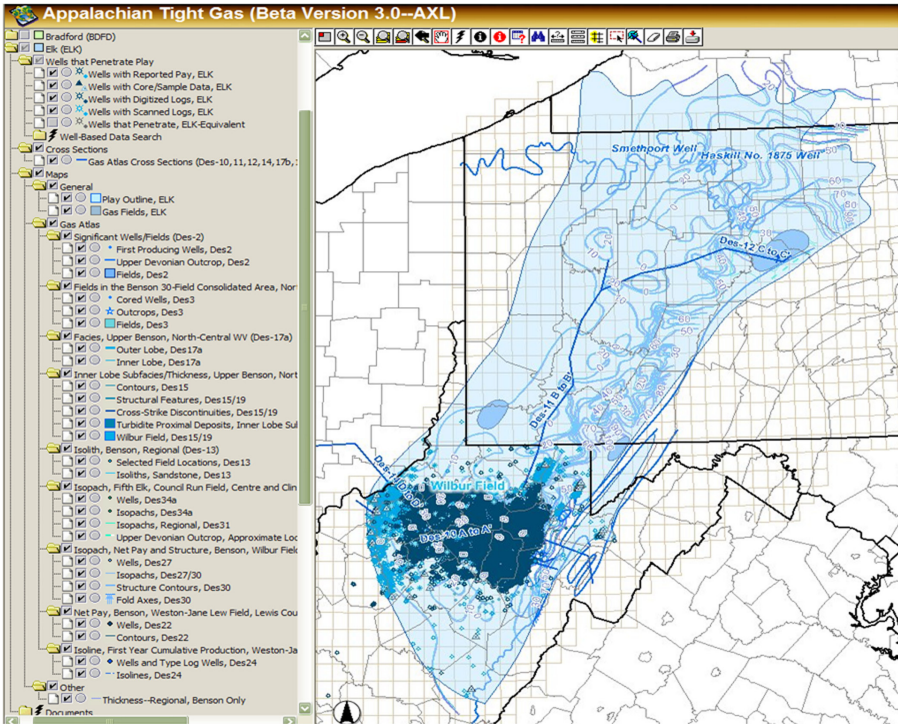 Appalachian Tight Gas (Beta Version 3.0--AXL)
Bradford (BDFD)
Elk (ELK)
Wells that Penetrate Play
Wells with Reported Pay, ELK
Wells with Core/Sample Data, ELK
Wells with Digitized Logs, ELK
Wells with Scanned Logs, ELK
Wells that Penetrate, ELK-Equivalent
Well-Based Data Search
Cross Sections
Gas Atlas Cross Sections (Des-10,11,12,14,17b,
Maps
General
Play Outline, ELK
Gas Fields, ELK
Gas Atlas
Significant Wells/Fields (Des-2)
First Producing Wells, Des2
Upper Devonian Outcrop, Des2
Fields, Des2
Fields in the Benson 30-Field Consolidated Area, Nor
Cored Wells, Des3
Outcrops, Des3
Fields, Des3
Facies, Upper Benson, North-Central WV (Des-17a)
Outer Lobe, Des17a
Inner Lobe, Des17a
Inner Lobe Subfacies/Thickness, Upper Benson, Nort
Contours, Des15
Structural Features, Des15/19
Cross-Strike Discontinuities, Des15/19
Turbidite Proximal Deposits, Inner Lobe Sul
Wilbur Field, Des15/19
Isolith, Benson, Regional (Des-13)
Selected Field Locations, Des13
Isoliths, Sandstone, Des13
Isopach, Fifth Elk, Council Run Field, Centre and Clin
Wells, Des34a
Isopachs, Des34a
Isopachs, Regional, Des31
Upper Devonian Outcrop, Approximate Loc
Isopach, Net Pay and Structure, Benson, Wilbur Fiel
Wells, Des27
Isopachs, Des27/30
Structure Contours, Des30
Fold Axes, Des30
Net Pay, Benson, Weston-Jane Lew Field, Lewis Cou
Wells, Des22
Contours, Des22
Isoline, First Year Cumulative Production, Weston-Ja
Wells and Type Log Wells, Des24
Isolines, Des24
Other
Thickness--Regional, Benson Only
Documents
Smethport Well
Haskill No. 1875 Well
Des-12 C to C'
Des-11 B to B'
Wilbur Field
Des-10 A to A'